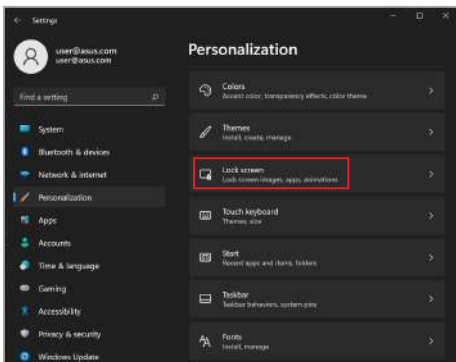 Settings
user@asus.com
user@asus.com
Find a setting
System
Bluetooth & devices
Network & internet
Personalization
Apps
Accounts
Time & language
Gaming
Accessibility
Privacy & security
Windows Update
Personalization
Colors
Accent color, transparency effects, color theme
Themes
Install, create, manage
Lock screen
Lock screen images, apps, animations
Touch keyboard
Themes, size
Start
Recent apps and items, folders
Taskbar
Taskbar behaviors, system pins
Fonts
Install, manage